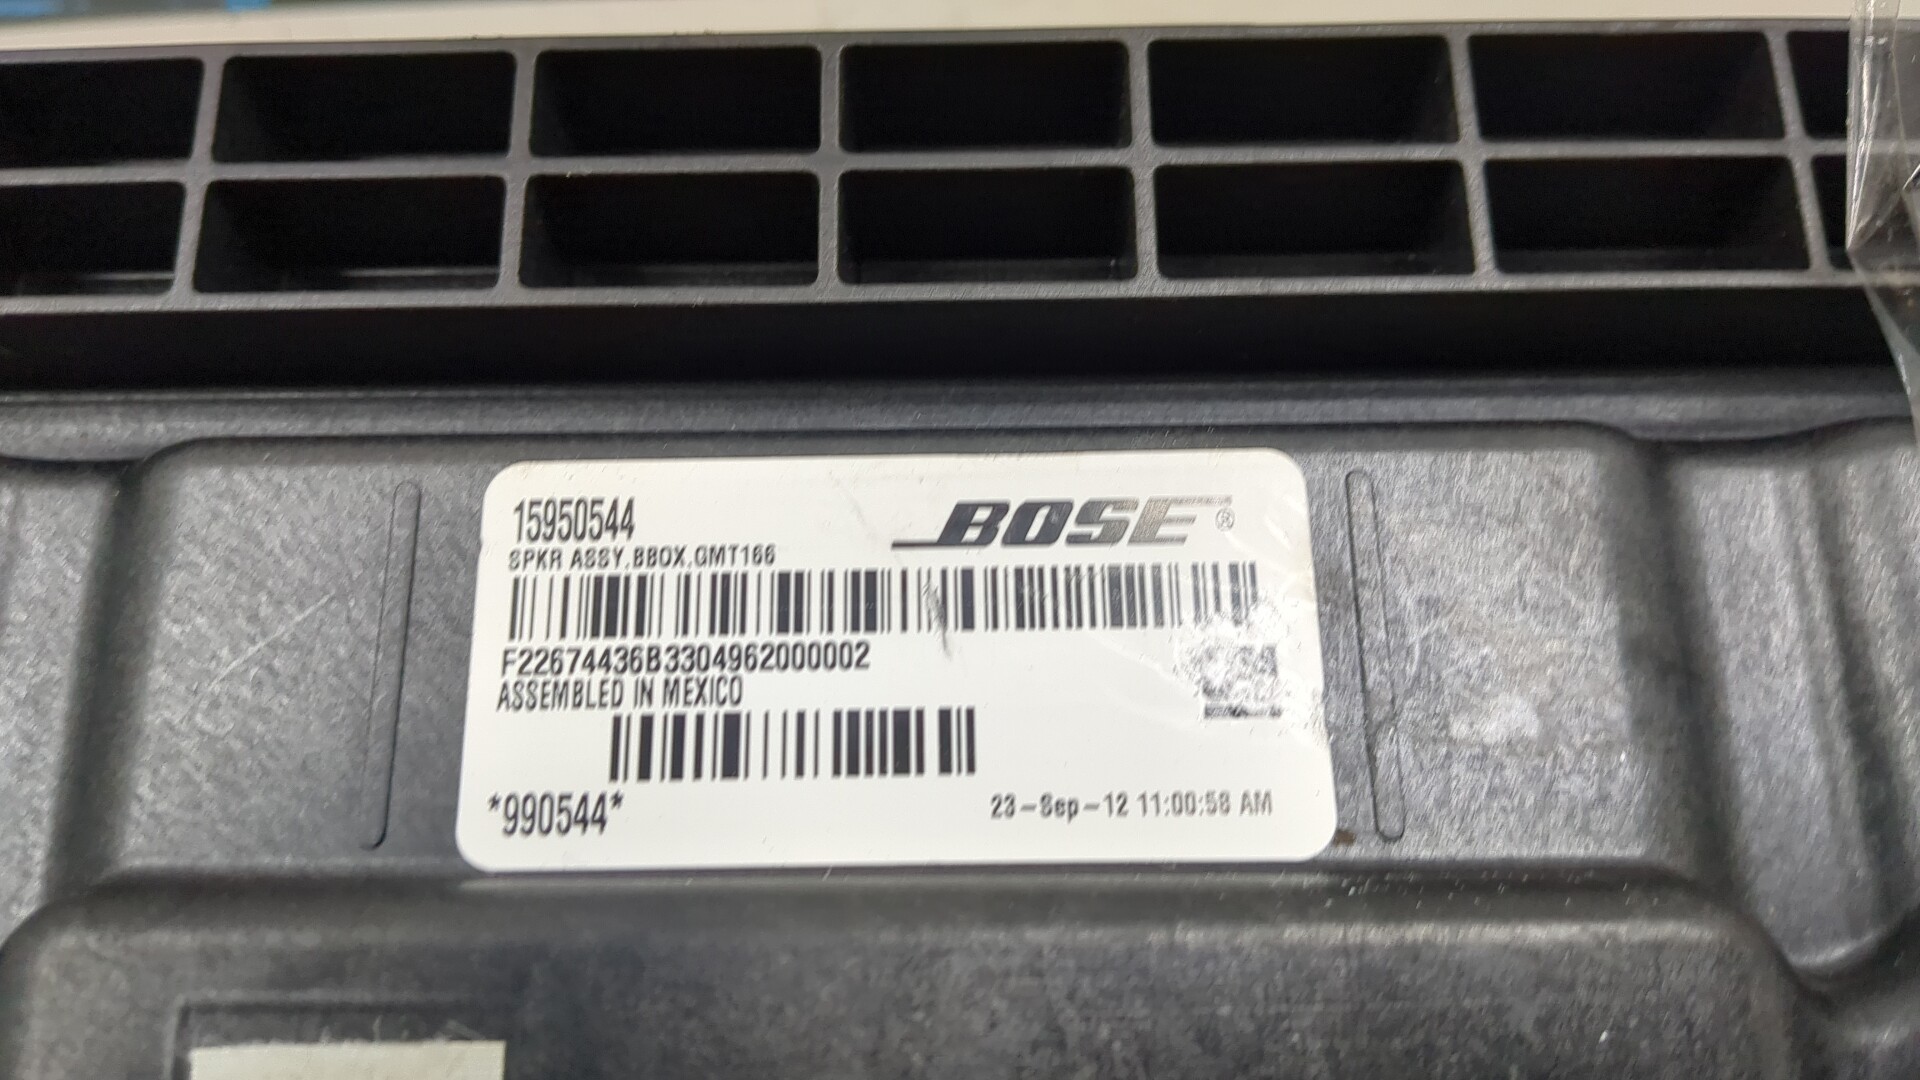 15950544
BOSE®
SPKR ASSY,BBOX,GMT166
F22674436B3304962000002
ASSEMBLED IN MEXICO
*990544*
23-Sep-12 11:00:58 AM